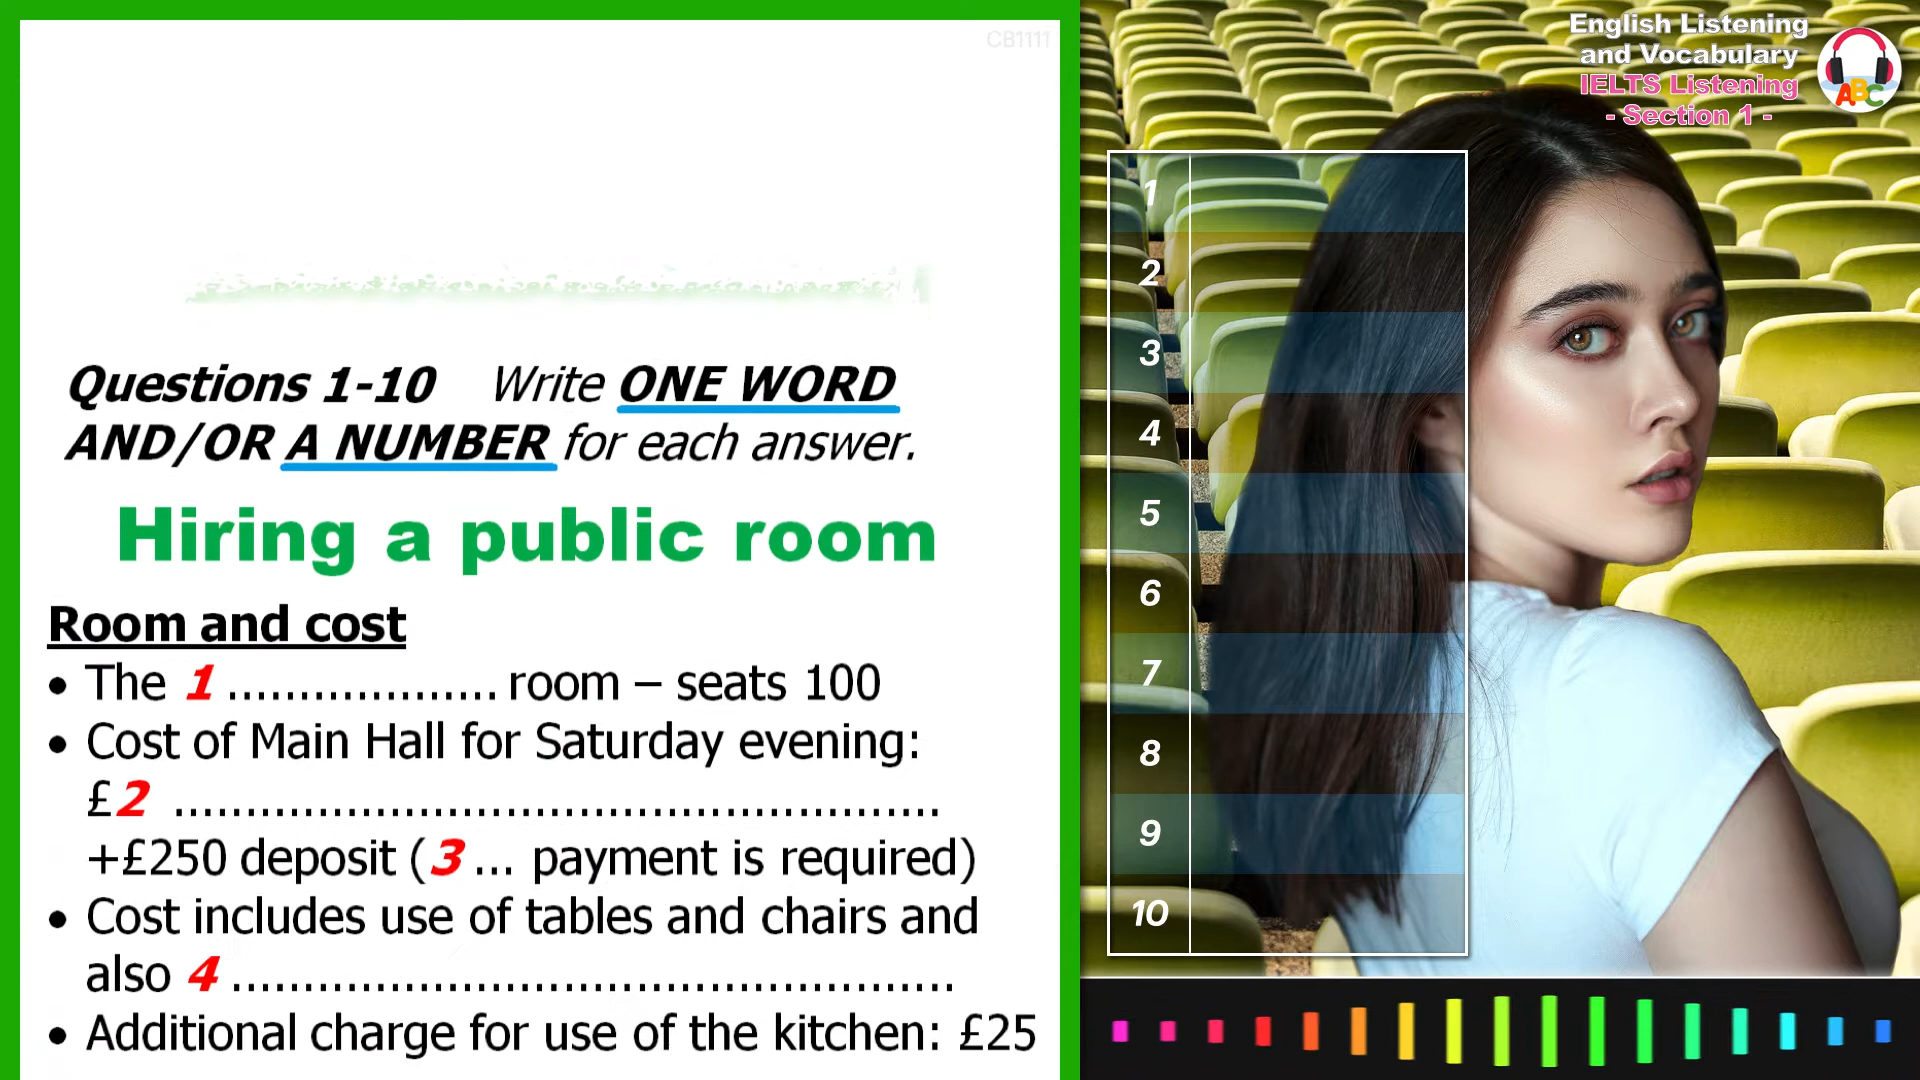 CB1111
Questions 1-10 Write ONE WORD
AND/OR A NUMBER for each answer.
Hiring a public room
Room and cost
• The 1 ................... room – seats 100
• Cost of Main Hall for Saturday evening:
£2 ......................................................
+£250 deposit (3 ... payment is required)
• Cost includes use of tables and chairs and
also 4 ...................................................
• Additional charge for use of the kitchen: £25
English Listening
and Vocabulary
IELTS Listening
- Section 1 -
ABC
1
2
3
4
5
6
7
8
9
10